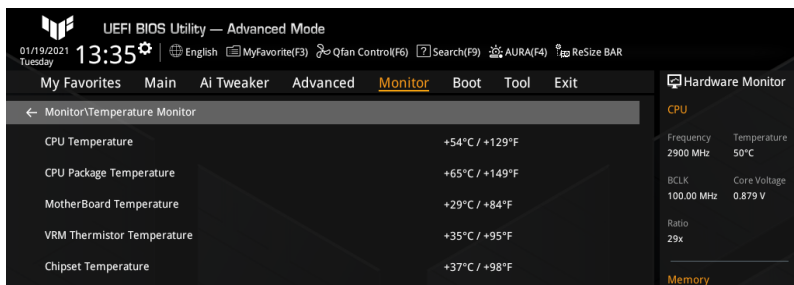 UEFI BIOS Utility — Advanced Mode
01/19/2021
Tuesday
13:35
English
MyFavorite(F3)
Qfan Control(F6)
? Search(F9)
AURA(F4)
ReSize BAR
My Favorites
Main
Ai Tweaker
Advanced
Monitor
Boot
Tool
Exit
Hardware Monitor
← Monitor\Temperature Monitor
CPU Temperature +54°C / +129°F
CPU Package Temperature +65°C / +149°F
MotherBoard Temperature +29°C / +84°F
VRM Thermistor Temperature +35°C / +95°F
Chipset Temperature +37°C / +98°F
CPU
Frequency Temperature
2900 MHz 50°C
BCLK Core Voltage
100.00 MHz 0.879 V
Ratio
29x
Memory